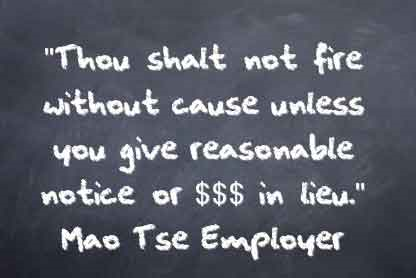 "Thou shalt not fire
without cause unless
you give reasonable
notice or $$$ in lieu."
Mao Tse Employer